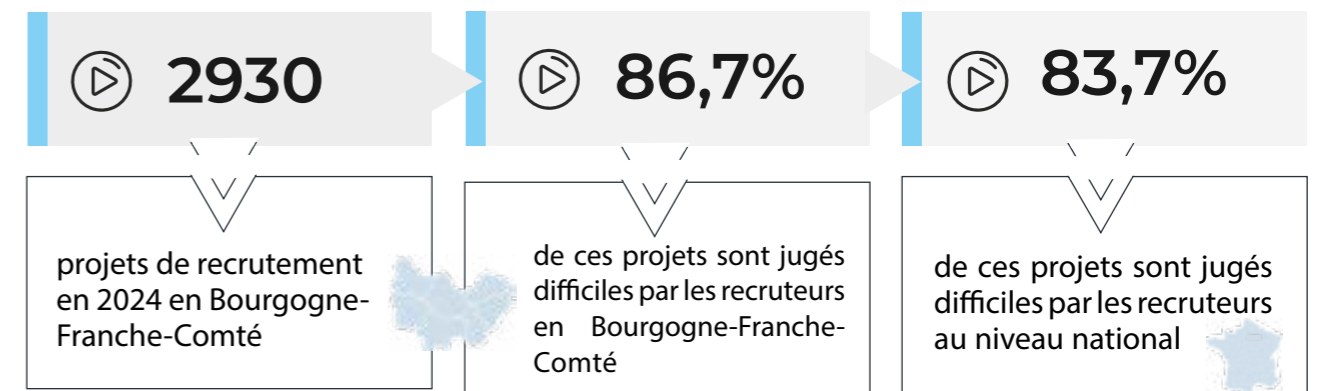 2930
projets de recrutement
en 2024 en Bourgogne-
Franche-Comté
86,7%
de ces projets sont jugés
difficiles par les recruteurs
en Bourgogne-Franche-
Comté
83,7%
de ces projets sont jugés
difficiles par les recruteurs
au niveau national